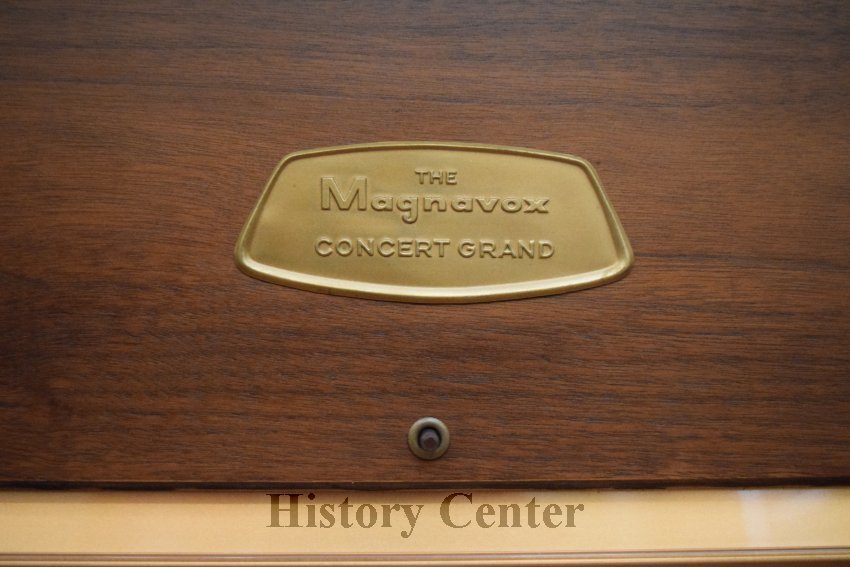 THE
Magnavox
CONCERT GRAND
History Center